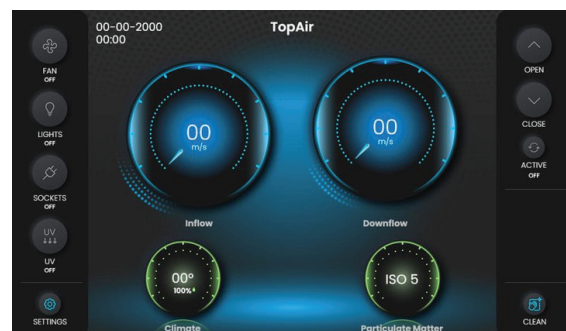 00-00-2000
00:00
TopAir
FAN
OFF
LIGHTS
OFF
SOCKETS
OFF
UV
UV
OFF
SETTINGS
00
m/s
Inflow
00
m/s
Downflow
00°
100%
Climate
ISO 5
Particulate Matter
OPEN
CLOSE
ACTIVE
OFF
CLEAN